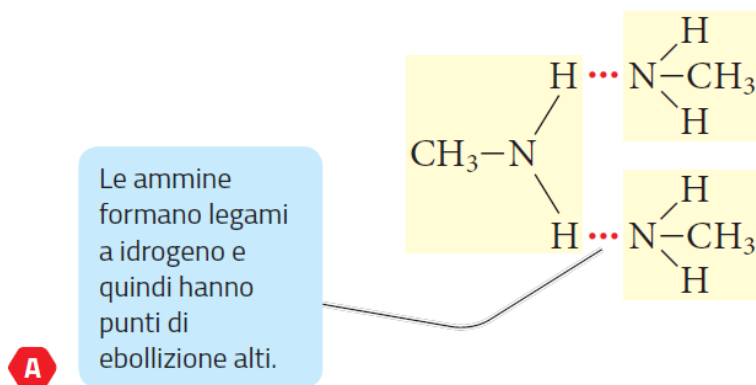 H
H ••• N—CH₃
H
CH₃—N
H
H ••• N—CH₃
H
Le ammine
formano legami
a idrogeno e
quindi hanno
punti di
ebollizione alti.
A